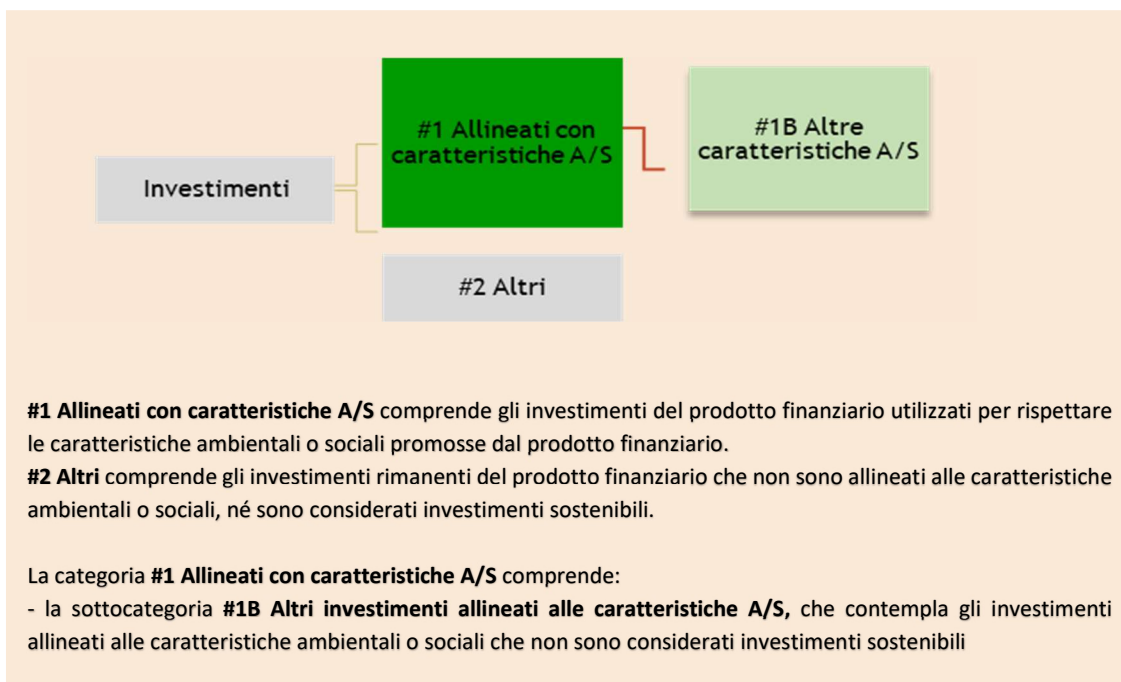 #1 Allineati con
caratteristiche A/S
#1B Altre
caratteristiche A/S
Investimenti
#2 Altri
#1 Allineati con caratteristiche A/S comprende gli investimenti del prodotto finanziario utilizzati per rispettare
le caratteristiche ambientali o sociali promosse dal prodotto finanziario.
#2 Altri comprende gli investimenti rimanenti del prodotto finanziario che non sono allineati alle caratteristiche
ambientali o sociali, né sono considerati investimenti sostenibili.
La categoria #1 Allineati con caratteristiche A/S comprende:
- la sottocategoria #1B Altri investimenti allineati alle caratteristiche A/S, che contempla gli investimenti
allineati alle caratteristiche ambientali o sociali che non sono considerati investimenti sostenibili